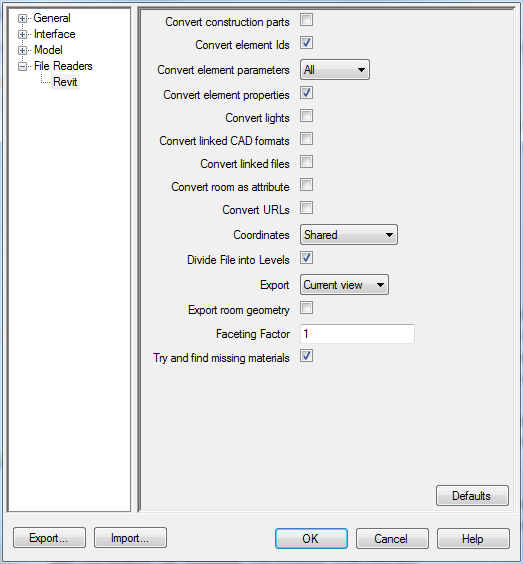 General
Interface
Model
File Readers
Revit
Convert construction parts
Convert element Ids
Convert element parameters All
Convert element properties
Convert lights
Convert linked CAD formats
Convert linked files
Convert room as attribute
Convert URLs
Coordinates Shared
Divide File into Levels
Export Current view
Export room geometry
Faceting Factor 1
Try and find missing materials
Defaults
Export... Import... OK Cancel Help